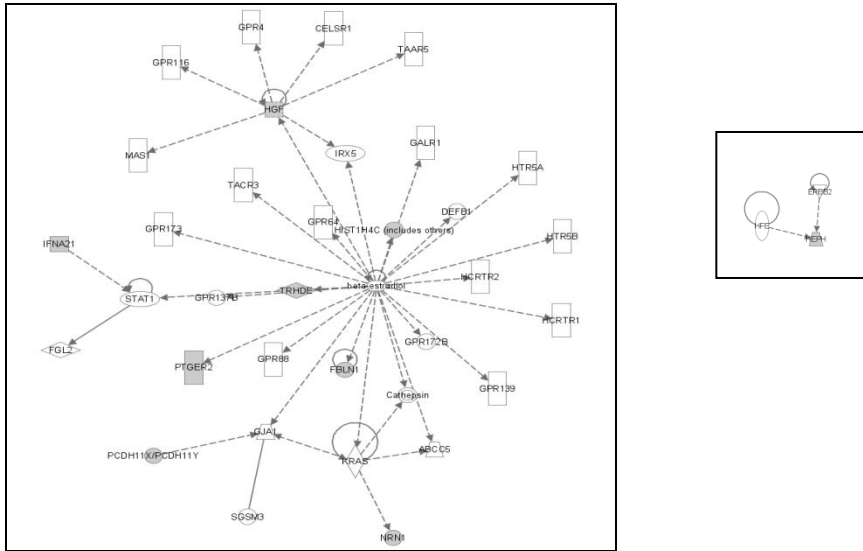 GPR4
CELSR1
TAAR5
GPR116
HGF
MAS1
IRX5
GALR1
HTR5A
TACR3
DEFB1
GPR64
HIST1H4C (includes others)
GPR173
HTR5B
IFNA21
HCRTR2
beta-estradiol
TRHDE
GPR137B
STAT1
HCRTR1
GPR172B
FGL2
PTGER2
GPR88
FBLN1
GPR139
Cathepsin
GJA1
PCDH11X/PCDH11Y
KRAS
ABCC5
SGSM3
NRN1
ERBB2
HFE
HEPH